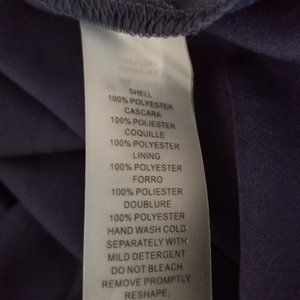 SHELL
100% POLYESTER
CASCARA
100% POLIESTER
COQUILLE
100% POLYESTER
LINING
100% POLYESTER
FORRO
100% POLIESTER
DOUBLURE
100% POLYESTER
HAND WASH COLD
SEPARATELY WITH
MILD DETERGENT
DO NOT BLEACH
REMOVE PROMPTLY
RESHAPE,